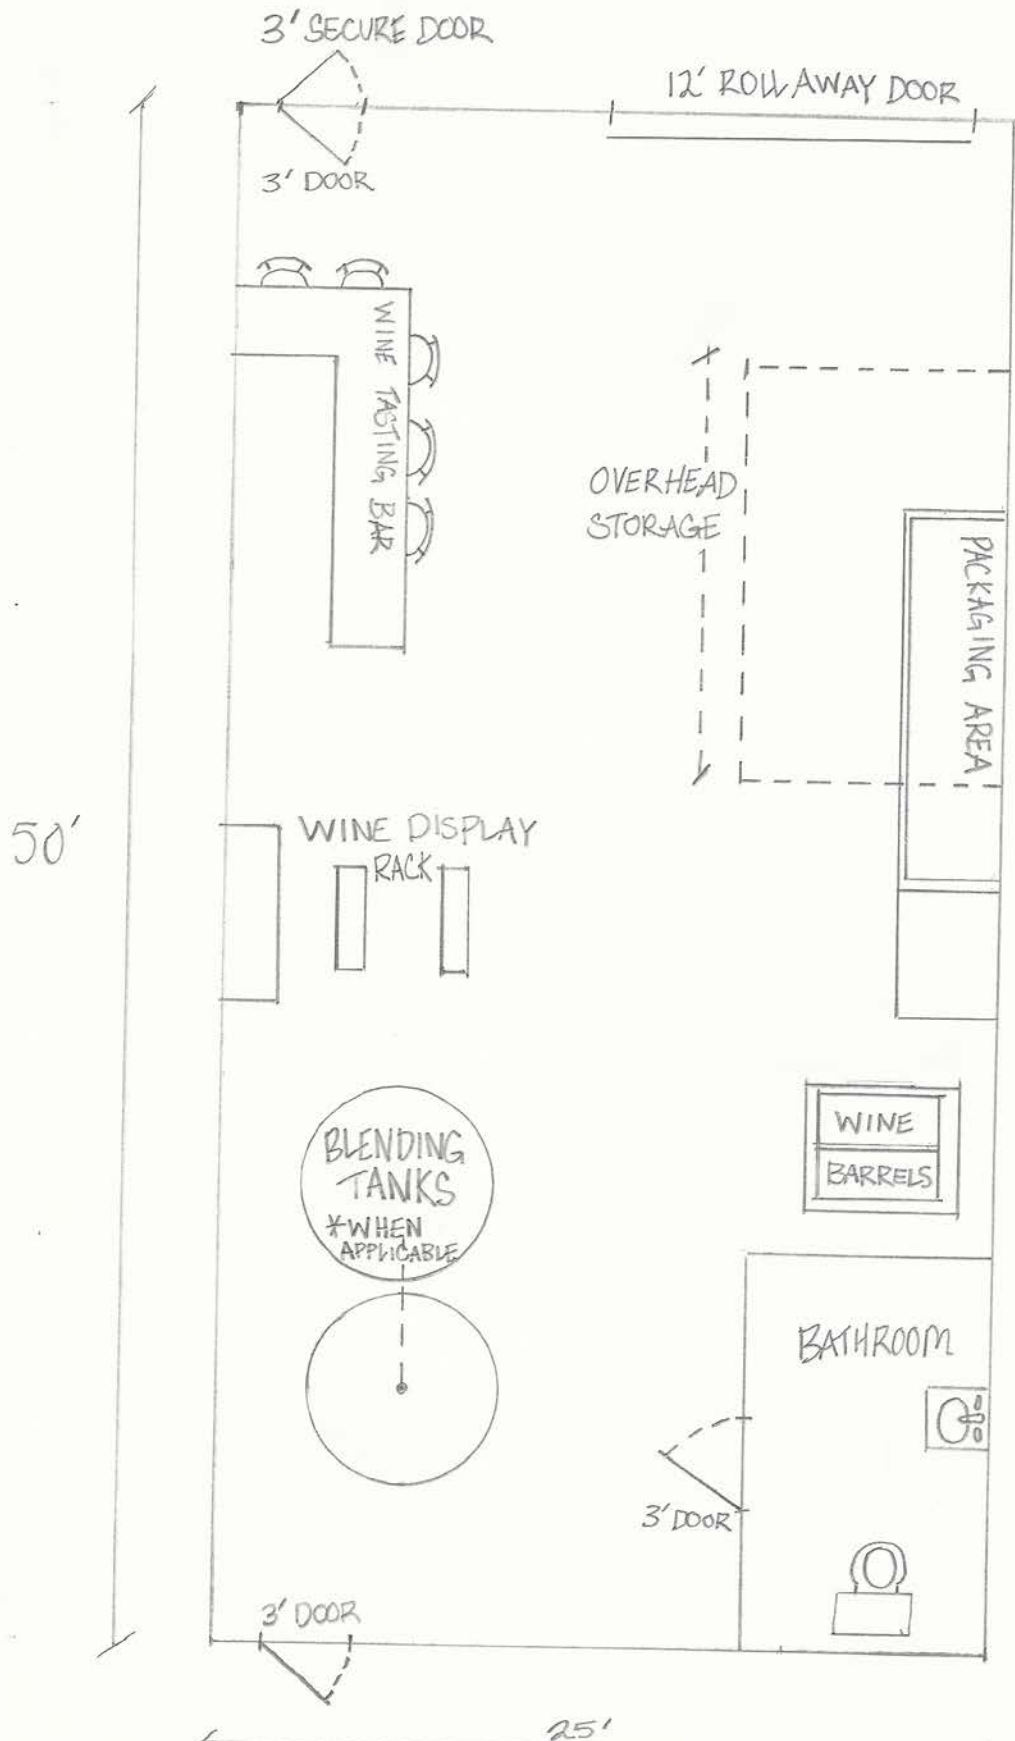 3' SECURE DOOR
12' ROLL AWAY DOOR
3' DOOR
WINE TASTING BAR
OVERHEAD
STORAGE
PACKAGING AREA
50'
WINE DISPLAY
RACK
BLENDING
TANKS
*WHEN
APPLICABLE
WINE
BARRELS
BATHROOM
3' DOOR
3' DOOR
25'